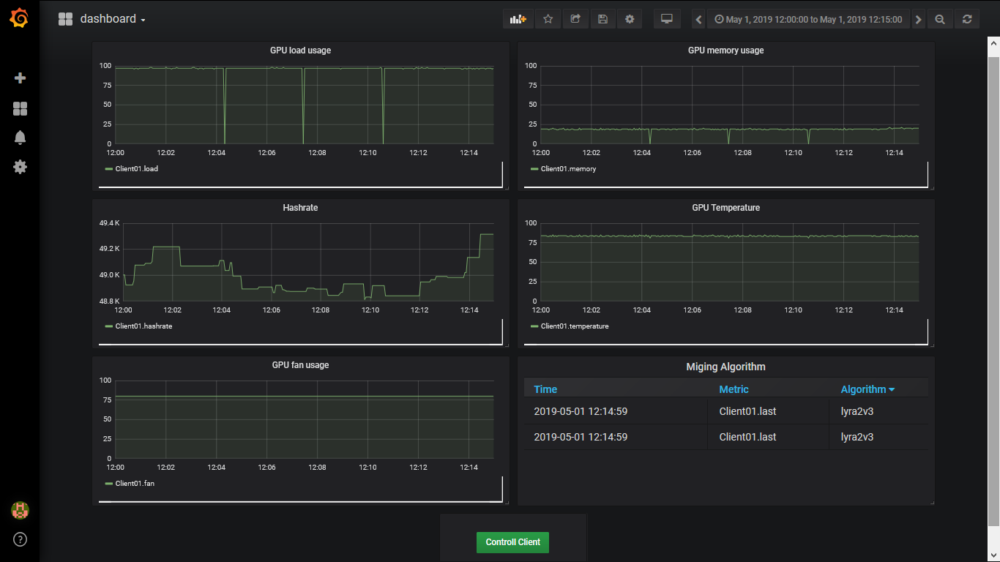 dashboard
May 1, 2019 12:00:00 to May 1, 2019 12:15:00
GPU load usage
100
75
50
25
0
12:00 12:02 12:04 12:06 12:08 12:10 12:12 12:14
Client01.load
GPU memory usage
100
75
50
25
0
12:00 12:02 12:04 12:06 12:08 12:10 12:12 12:14
Client01.memory
Hashrate
49.4 K
49.2 K
49.0 K
48.8 K
12:00 12:02 12:04 12:06 12:08 12:10 12:12 12:14
Client01.hashrate
GPU Temperature
100
75
50
25
0
12:00 12:02 12:04 12:06 12:08 12:10 12:12 12:14
Client01.temperature
GPU fan usage
100
75
50
25
0
12:00 12:02 12:04 12:06 12:08 12:10 12:12 12:14
Client01.fan
Miging Algorithm
Time Metric Algorithm
2019-05-01 12:14:59 Client01.last lyra2v3
2019-05-01 12:14:59 Client01.last lyra2v3
Controll Client